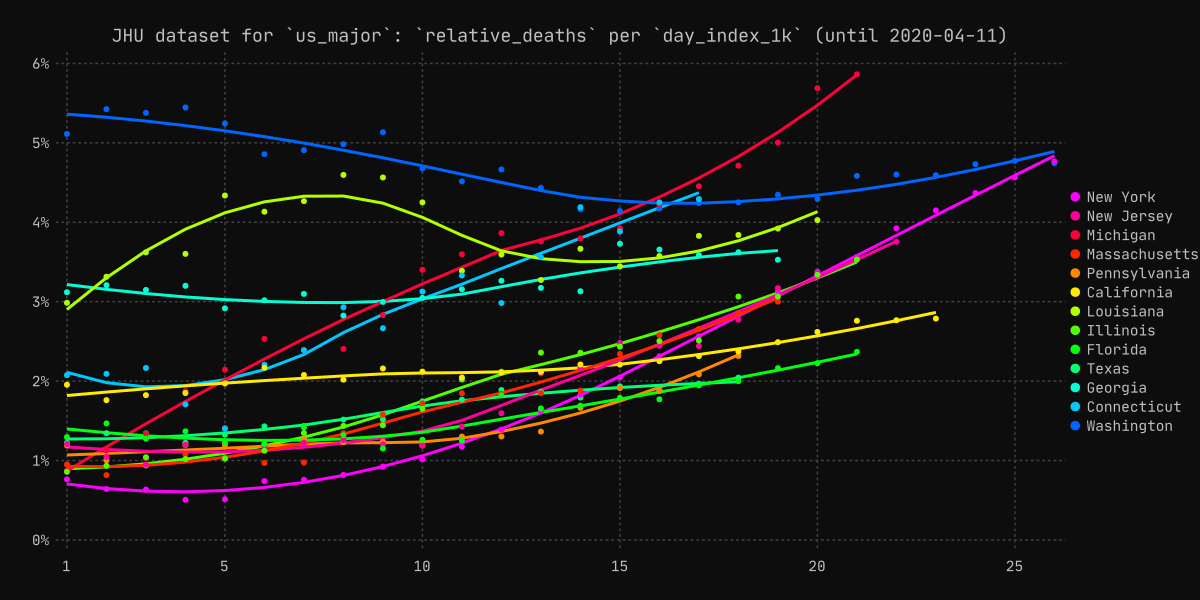 JHU dataset for `us_major`: `relative_deaths` per `day_index_1k` (until 2020-04-11)
6%
5%
4%
3%
2%
1%
0%
1 5 10 15 20 25
New York
New Jersey
Michigan
Massachusetts
Pennsylvania
California
Louisiana
Illinois
Florida
Texas
Georgia
Connecticut
Washington